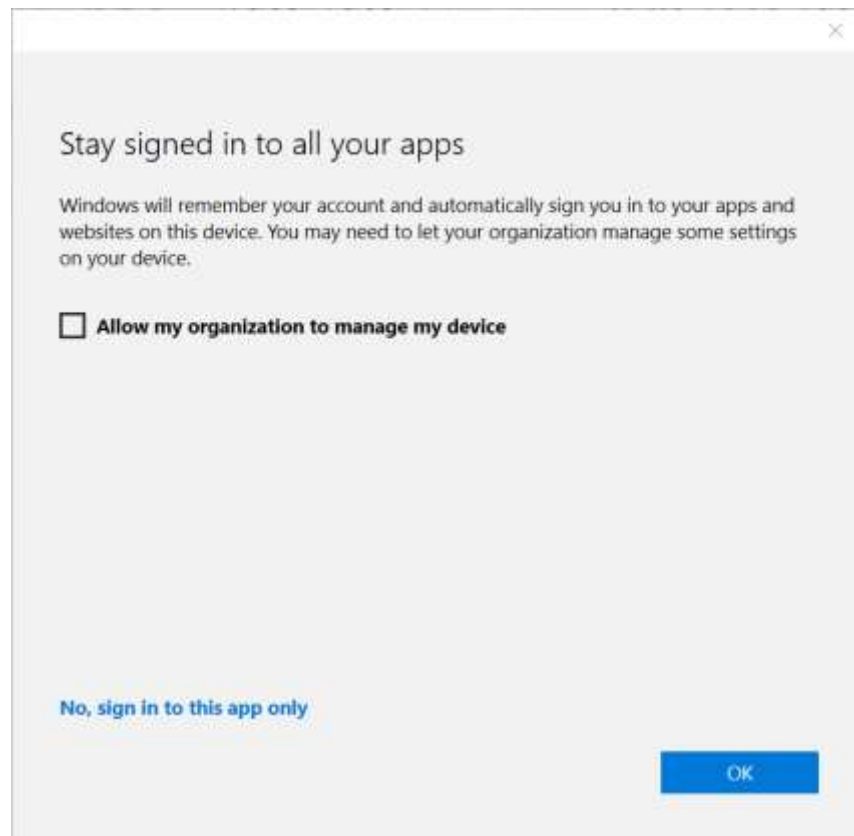 Stay signed in to all your apps
Windows will remember your account and automatically sign you in to your apps and
websites on this device. You may need to let your organization manage some settings
on your device.
Allow my organization to manage my device
No, sign in to this app only
OK